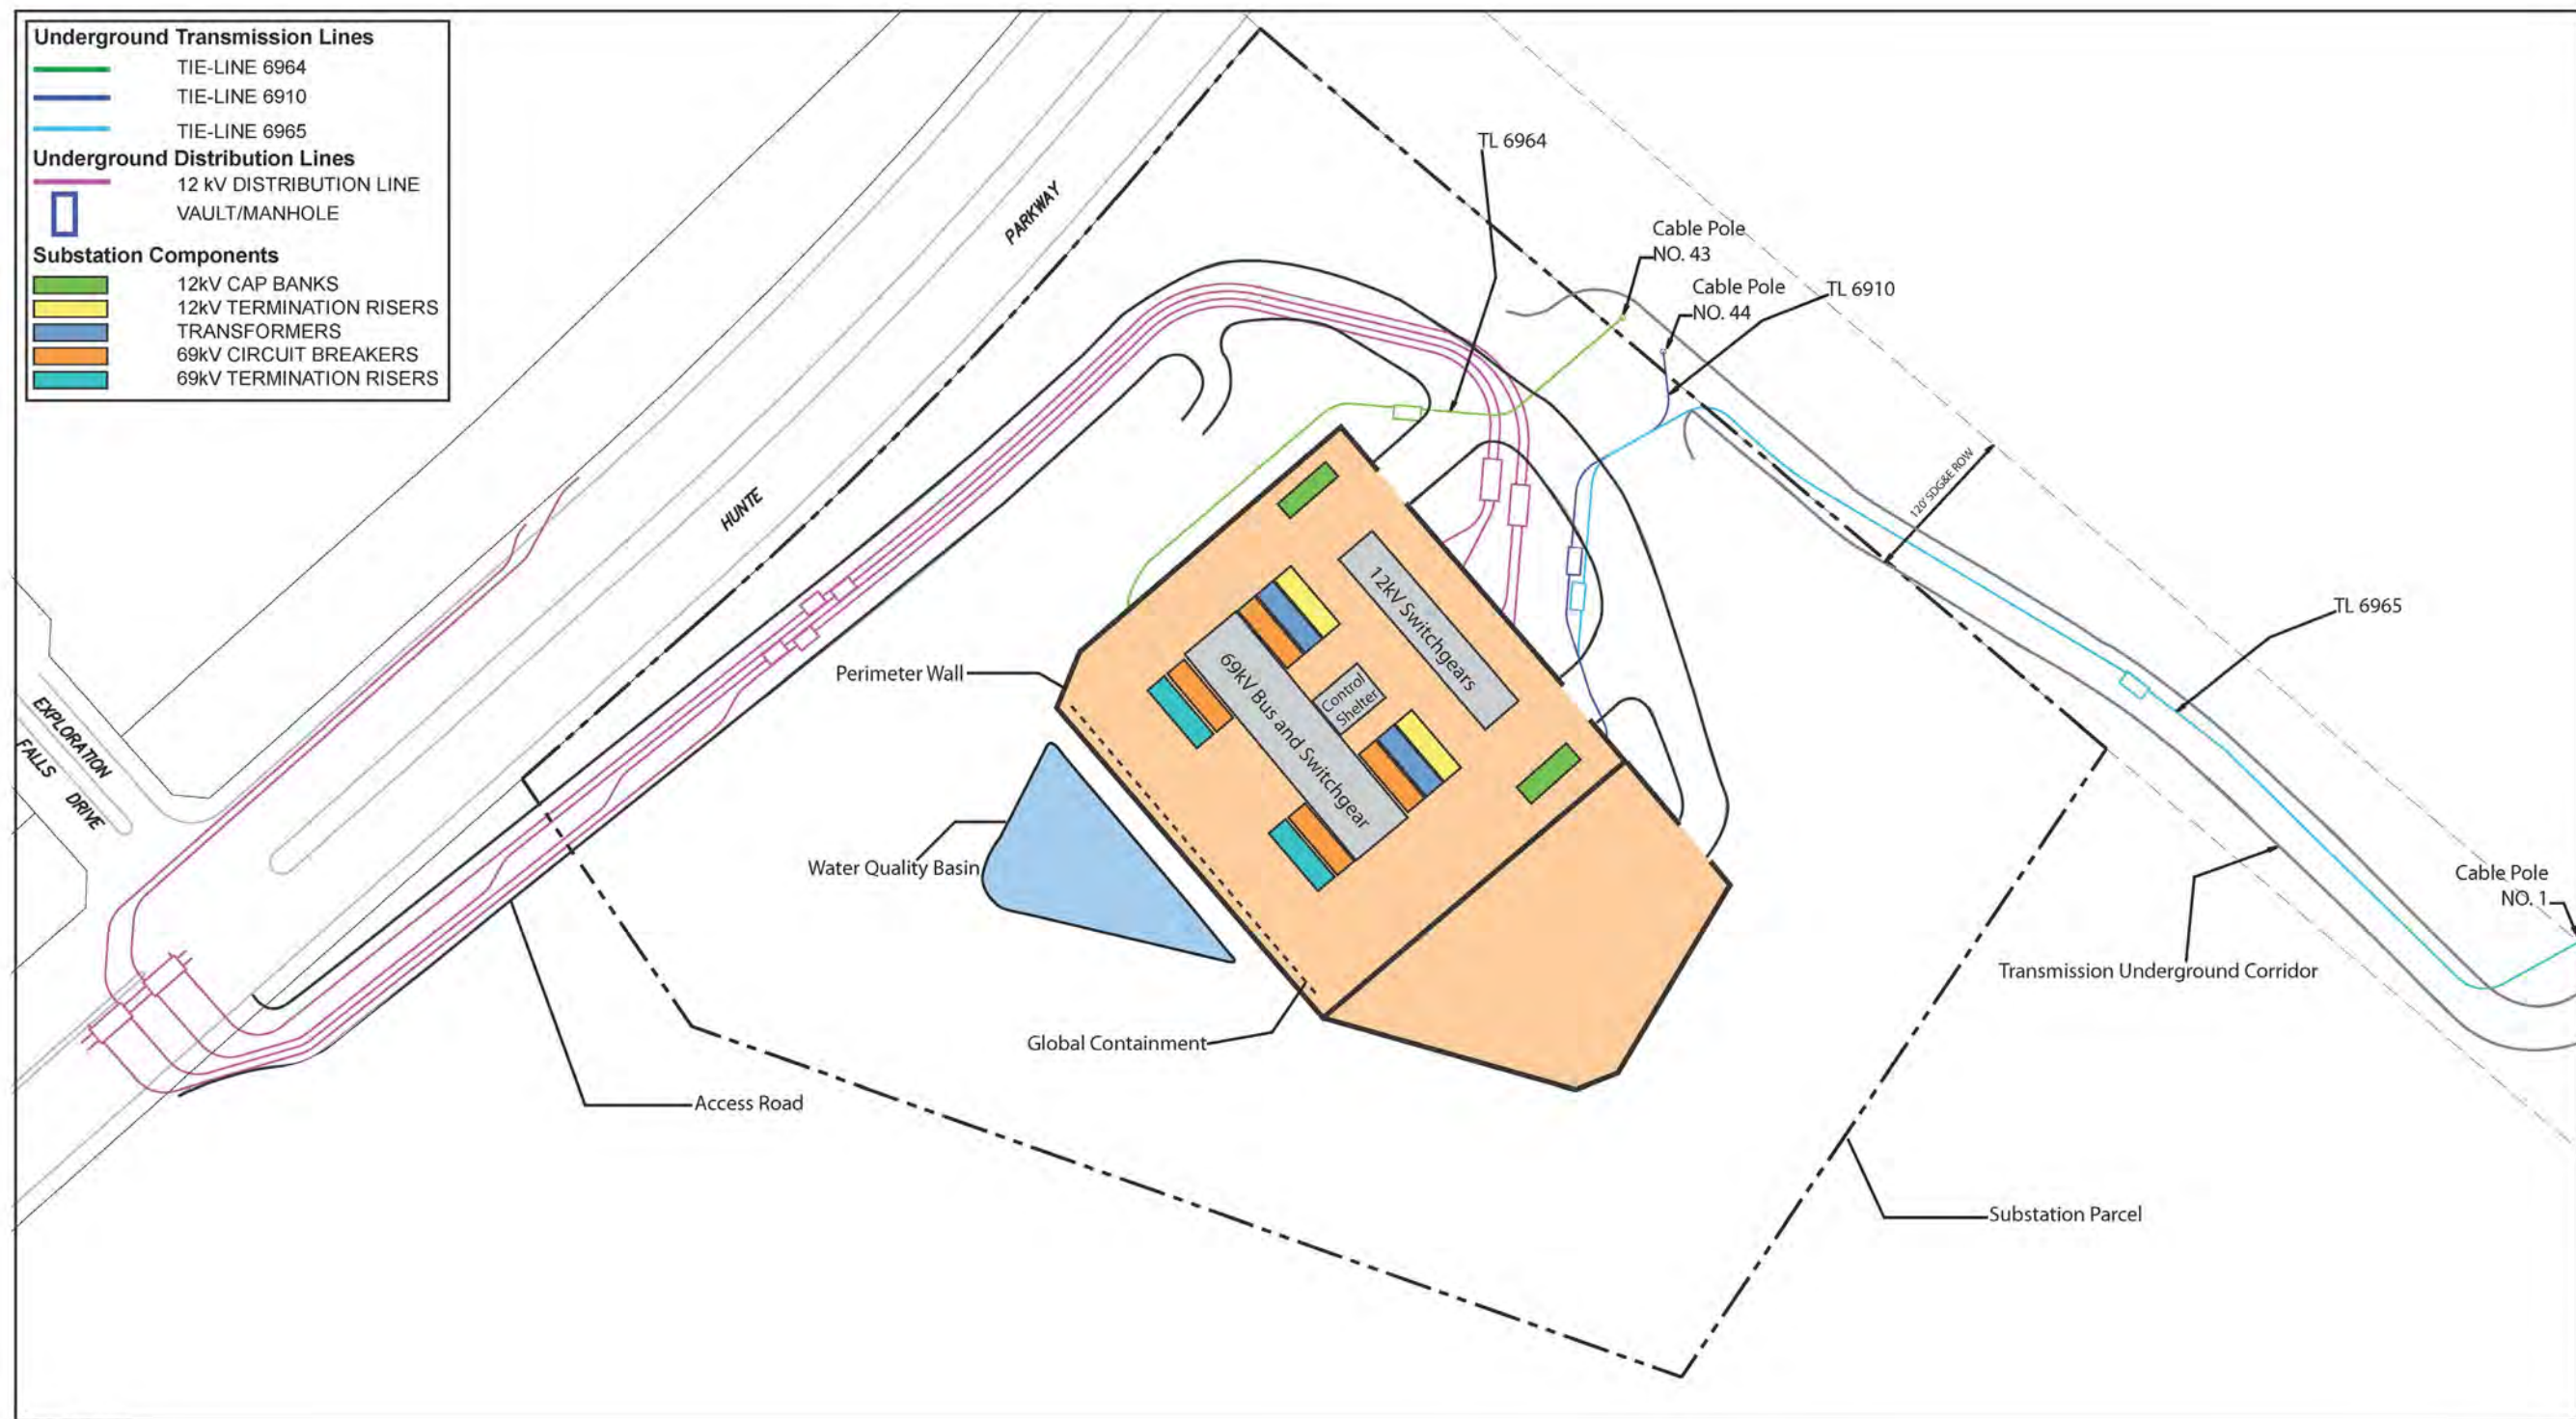 Underground Transmission Lines
TIE-LINE 6964
TIE-LINE 6910
TIE-LINE 6965
Underground Distribution Lines
12 kV DISTRIBUTION LINE
VAULT/MANHOLE
Substation Components
12kV CAP BANKS
12kV TERMINATION RISERS
TRANSFORMERS
69kV CIRCUIT BREAKERS
69kV TERMINATION RISERS
TL 6964
PARKWAY
Cable Pole
NO. 43
Cable Pole
NO. 44
TL 6910
HUNTE
120' SDG&E ROW
TL 6965
12kV Switchgears
Perimeter Wall
69kV Bus and Switchgear
Control
Shelter
EXPLORATION
FALLS
DRIVE
Water Quality Basin
Cable Pole
NO. 1
Transmission Underground Corridor
Global Containment
Access Road
Substation Parcel